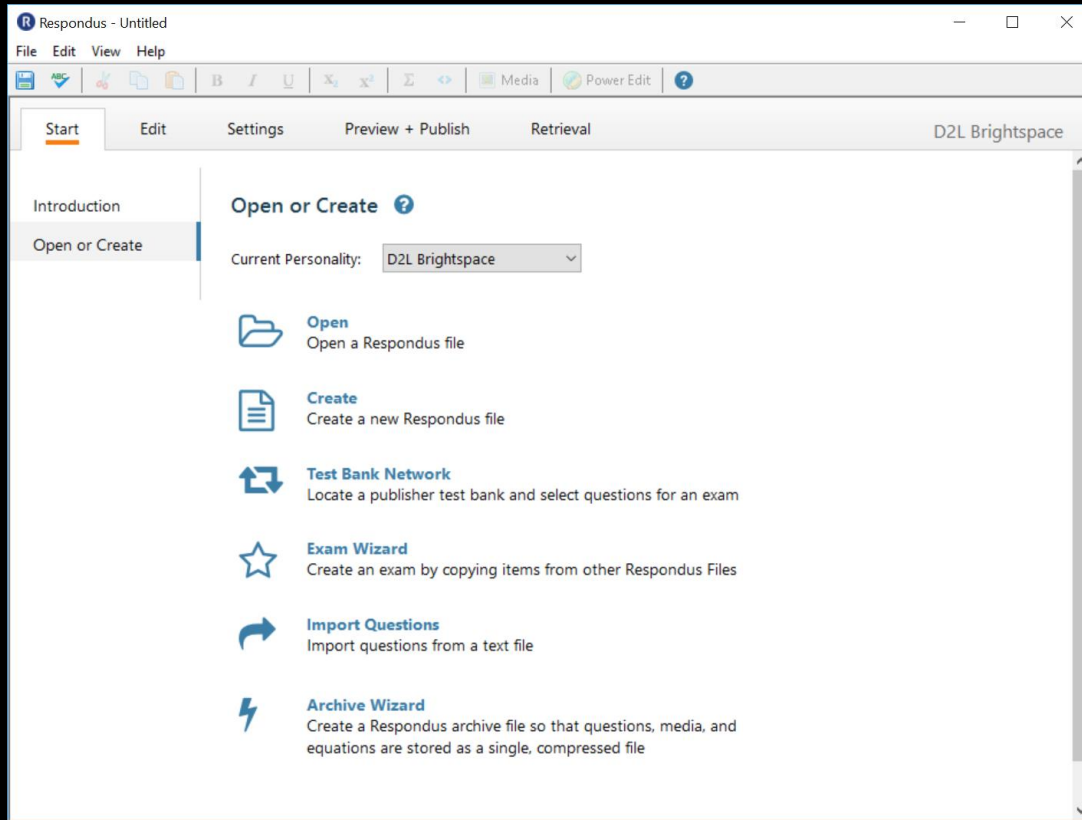 Respondus - Untitled
File Edit View Help
ABC B I U X₂ x² Σ <> Media Power Edit ?
Start Edit Settings Preview + Publish Retrieval D2L Brightspace
Introduction
Open or Create
Open or Create ?
Current Personality: D2L Brightspace
Open
Open a Respondus file
Create
Create a new Respondus file
Test Bank Network
Locate a publisher test bank and select questions for an exam
Exam Wizard
Create an exam by copying items from other Respondus Files
Import Questions
Import questions from a text file
Archive Wizard
Create a Respondus archive file so that questions, media, and
equations are stored as a single, compressed file